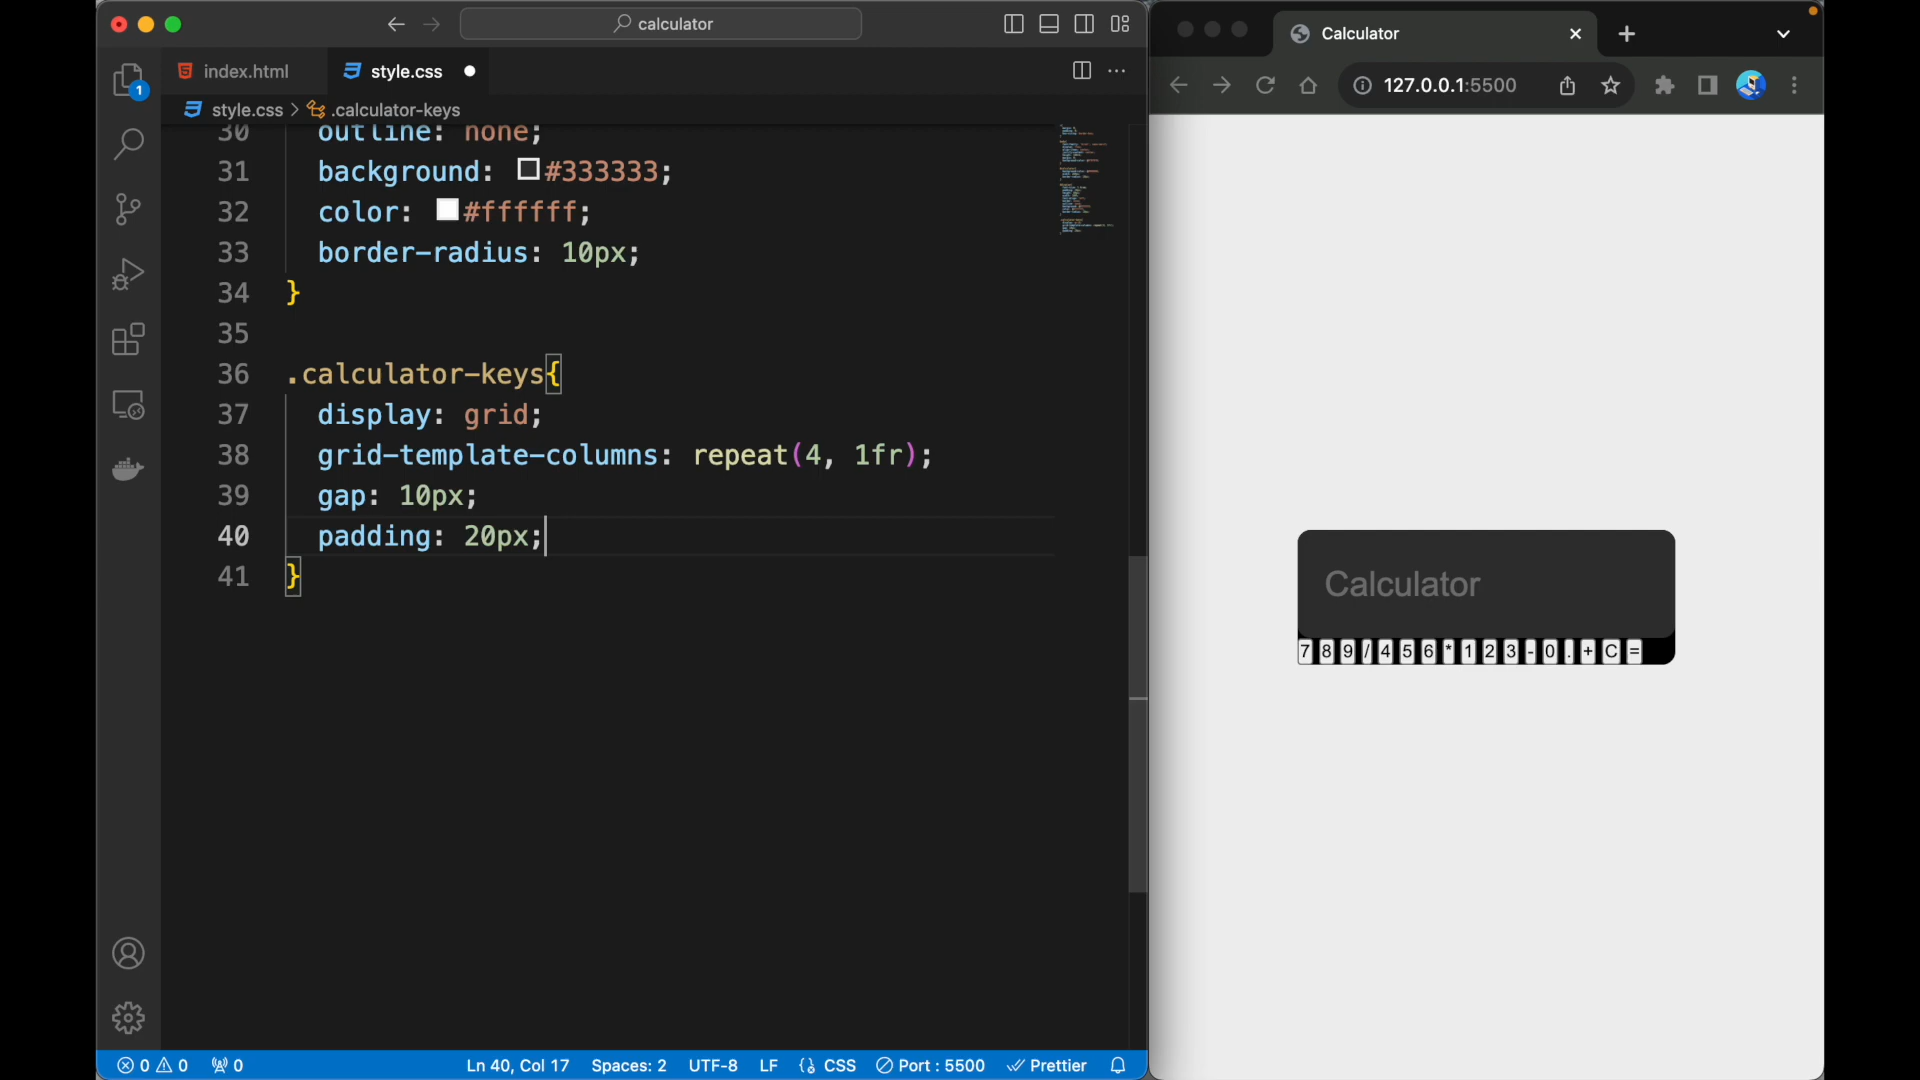 calculator
index.html
style.css
style.css > .calculator-keys
30 outline: none;
31 background: #333333;
32 color: #ffffff;
33 border-radius: 10px;
34 }
35
36 .calculator-keys{
37 display: grid;
38 grid-template-columns: repeat(4, 1fr);
39 gap: 10px;
40 padding: 20px;
41 }
1
0 0 0 Ln 40, Col 17 Spaces: 2 UTF-8 LF {} CSS Port : 5500 Prettier
Calculator
127.0.0.1:5500
Calculator
7 8 9 / 4 5 6 * 1 2 3 - 0 . + C =